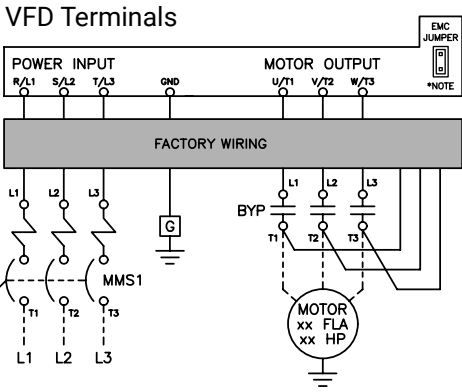 VFD Terminals
EMC
JUMPER
*NOTE
POWER INPUT
MOTOR OUTPUT
R/L1 S/L2 T/L3 GND U/T1 V/T2 W/T3
FACTORY WIRING
L1 L2 L3
L1 L2 L3
BYP
G
T1 T2 T3
MMS1
T1 T2 T3
MOTOR
xx FLA
xx HP
L1 L2 L3